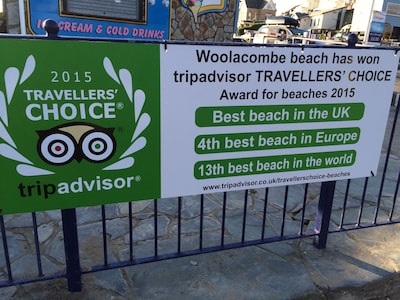 ICE CREAM & COLD DRINKS
2015
TRAVELLERS'
CHOICE®
tripadvisor®
Woolacombe beach has won
tripadvisor TRAVELLERS' CHOICE
Award for beaches 2015
Best beach in the UK
4th best beach in Europe
13th best beach in the world
www.tripadvisor.co.uk/travellerschoice-beaches